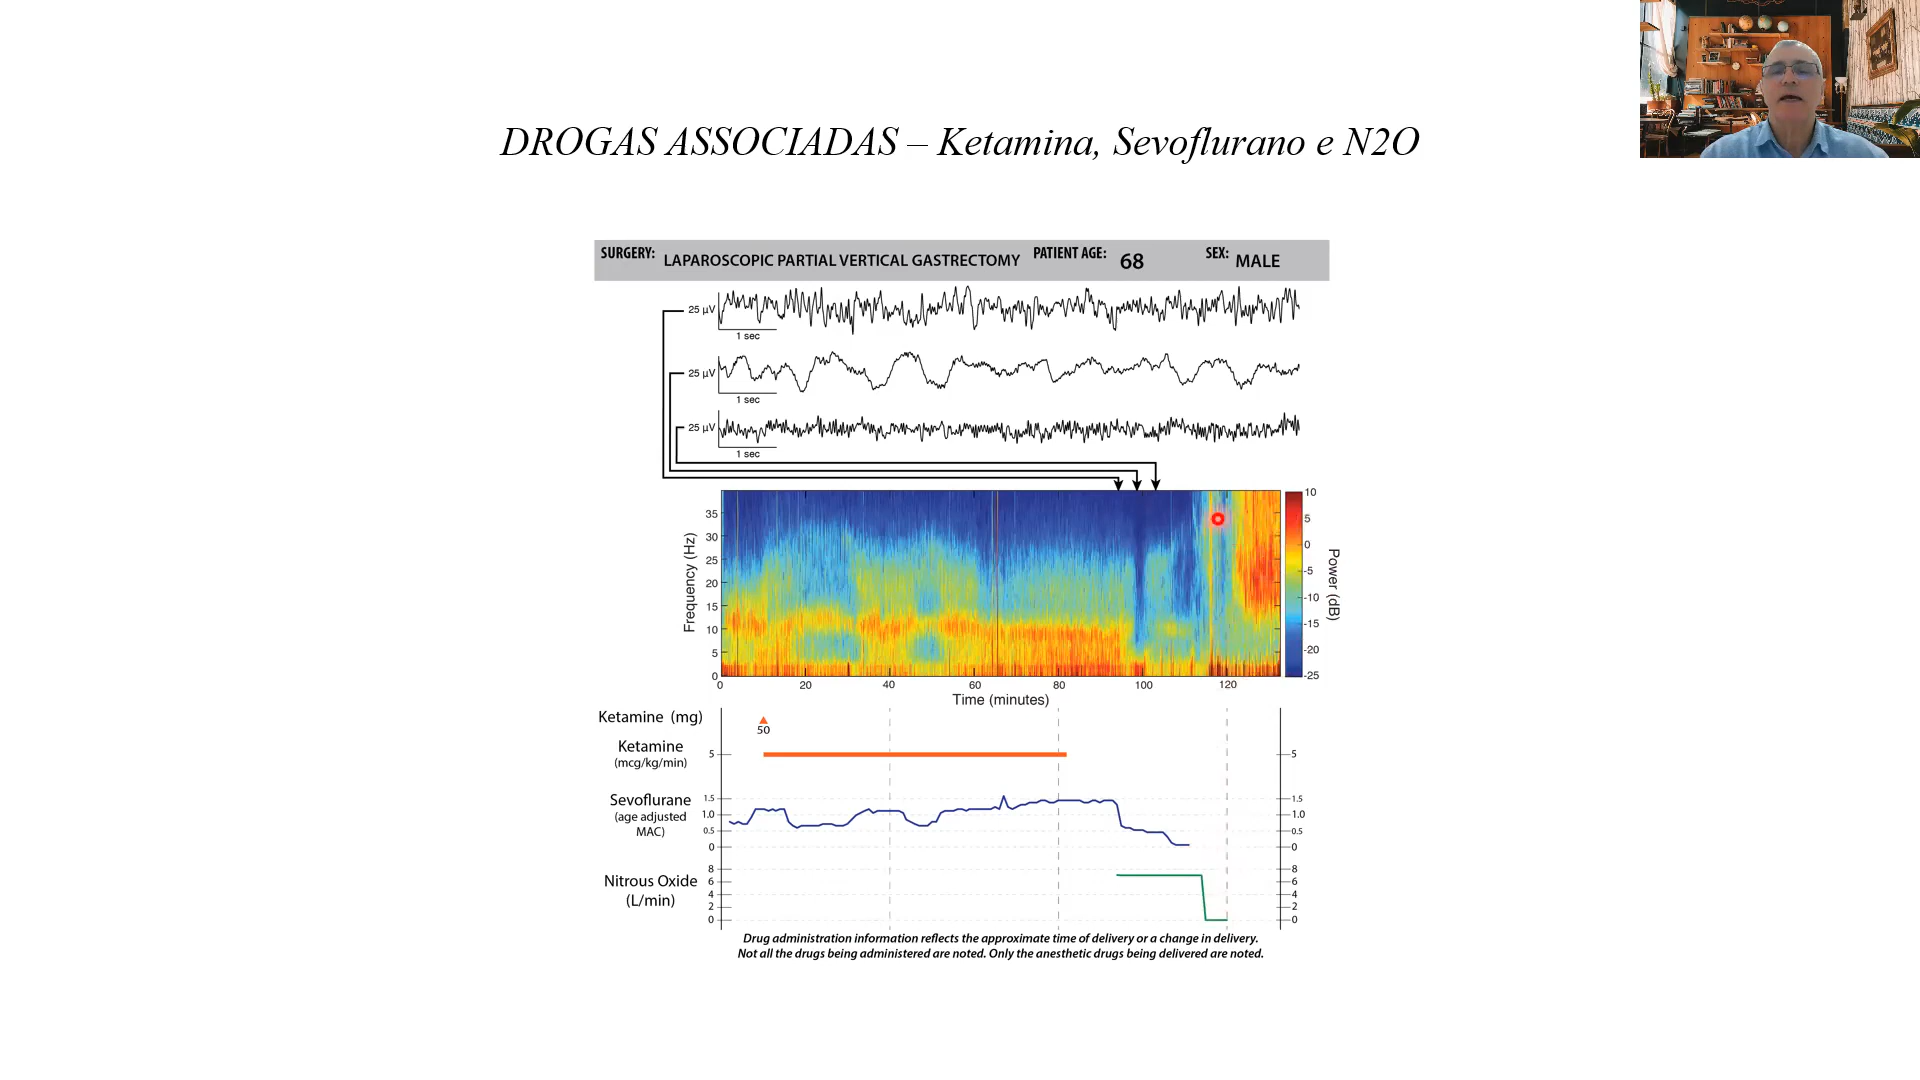 DROGAS ASSOCIADAS – Ketamina, Sevoflurano e N2O
SURGERY: LAPAROSCOPIC PARTIAL VERTICAL GASTRECTOMY PATIENT AGE: 68 SEX: MALE
25 µV
1 sec
25 µV
1 sec
25 µV
1 sec
Frequency (Hz)
35
30
25
20
15
10
5
0
0 20 40 60 80 100 120
Time (minutes)
10
5
0
-5
-10
-15
-20
-25
Power (dB)
Ketamine (mg)
50
Ketamine
(mcg/kg/min)
5 5
Sevoflurane
(age adjusted
MAC)
1.5 1.5
1.0 1.0
0.5 0.5
0 0
Nitrous Oxide
(L/min)
8 8
6 6
4 4
2 2
0 0
Drug administration information reflects the approximate time of delivery or a change in delivery.
Not all the drugs being administered are noted. Only the anesthetic drugs being delivered are noted.